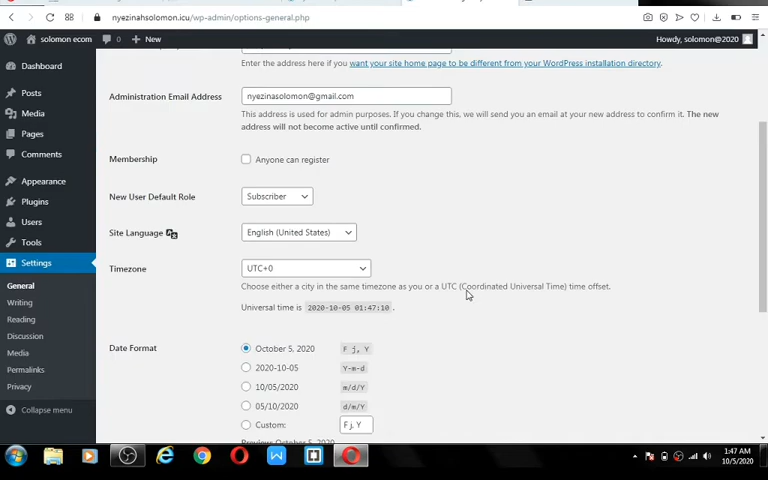 nyezinahsolomon.icu/wp-admin/options-general.php
88
solomon ecom
0
New
Howdy, solomon@2020
Dashboard
Posts
Media
Pages
Comments
Appearance
Plugins
Users
Tools
Settings
General
Writing
Reading
Discussion
Media
Permalinks
Privacy
Collapse menu
Enter the address here if you want your site home page to be different from your WordPress installation directory.
Administration Email Address
nyezinasolomon@gmail.com
This address is used for admin purposes. If you change this, we will send you an email at your new address to confirm it. The new
address will not become active until confirmed.
Membership
Anyone can register
New User Default Role
Subscriber
Site Language
English (United States)
Timezone
UTC+0
Choose either a city in the same timezone as you or a UTC (Coordinated Universal Time) time offset.
Universal time is 2020-10-05 01:47:10 .
Date Format
October 5, 2020 F j, Y
2020-10-05 Y-m-d
10/05/2020 m/d/Y
05/10/2020 d/m/Y
Custom: F j, Y
Preview: October 5, 2020
1:47 AM
10/5/2020